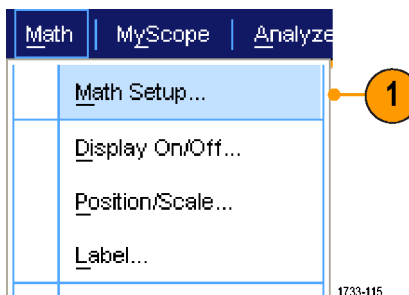 Math | MyScope | Analyze
Math Setup...
1
Display On/Off...
Position/Scale...
Label...
1733-115